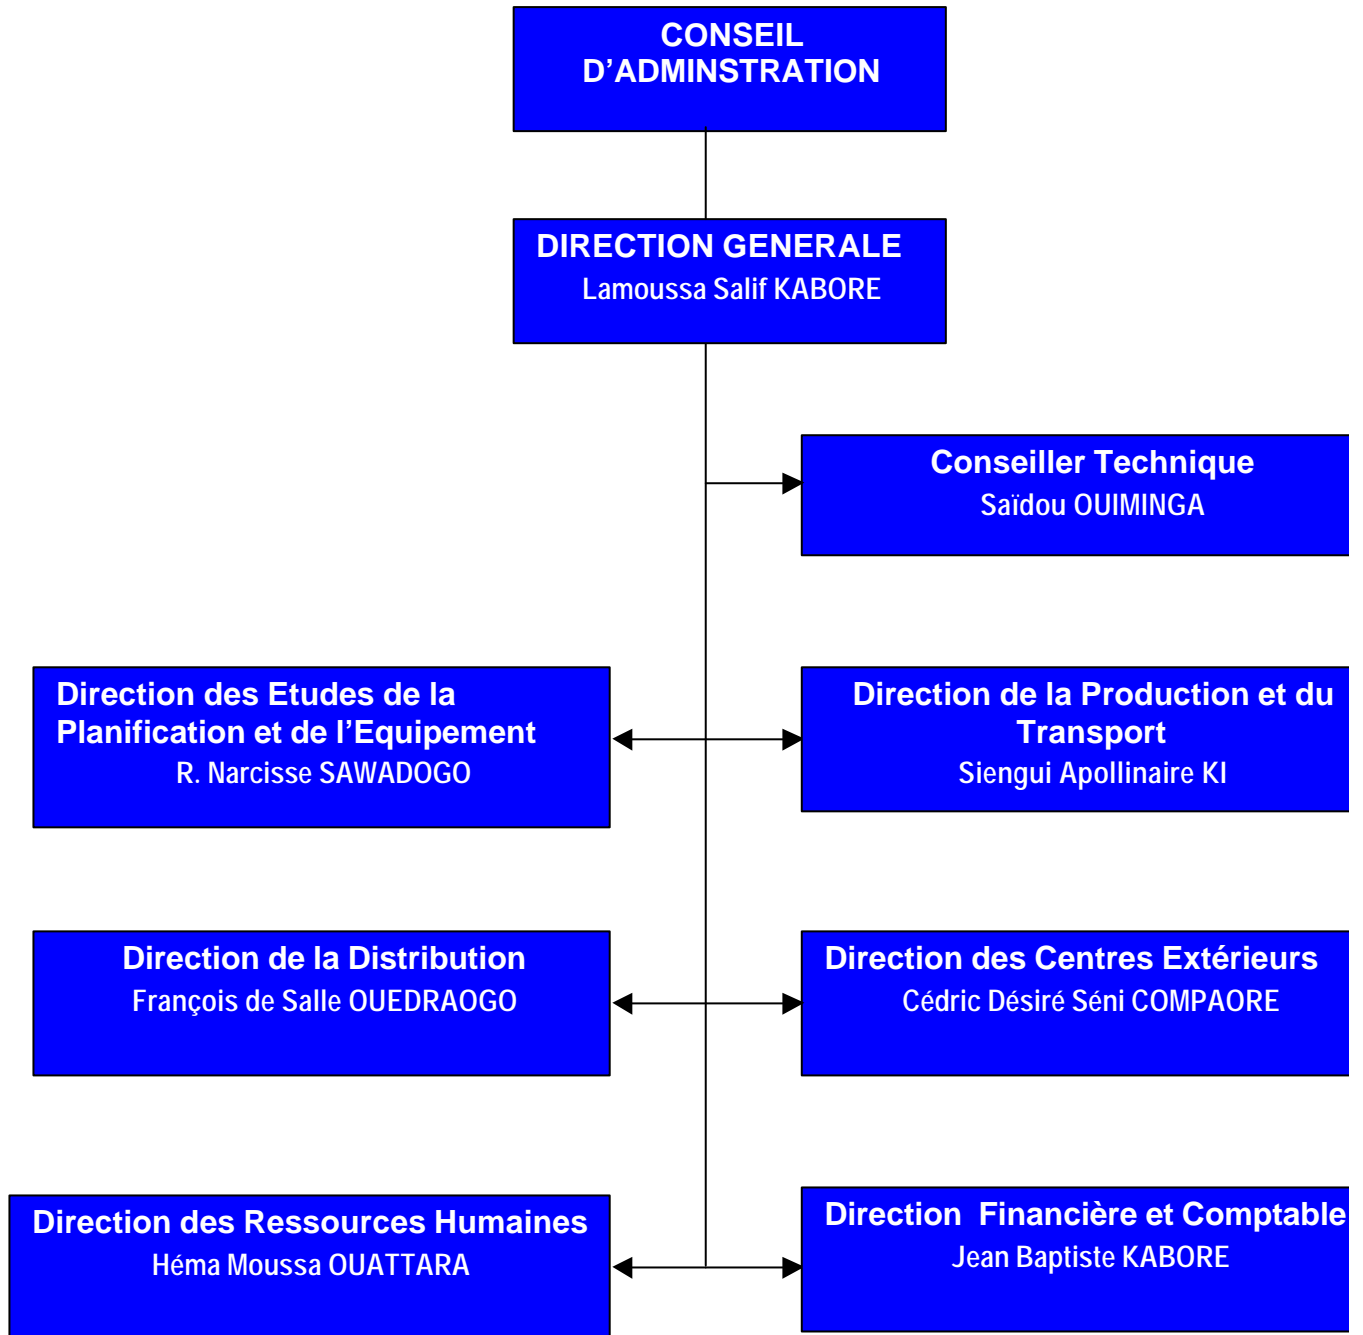 CONSEIL
D’ADMINSTRATION
DIRECTION GENERALE
Lamoussa Salif KABORE
Conseiller Technique
Saïdou OUIMINGA
Direction des Etudes de la
Planification et de l’Equipement
R. Narcisse SAWADOGO
Direction de la Production et du
Transport
Siengui Apollinaire KI
Direction de la Distribution
François de Salle OUEDRAOGO
Direction des Centres Extérieurs
Cédric Désiré Séni COMPAORE
Direction des Ressources Humaines
Héma Moussa OUATTARA
Direction  Financière et Comptable
Jean Baptiste KABORE